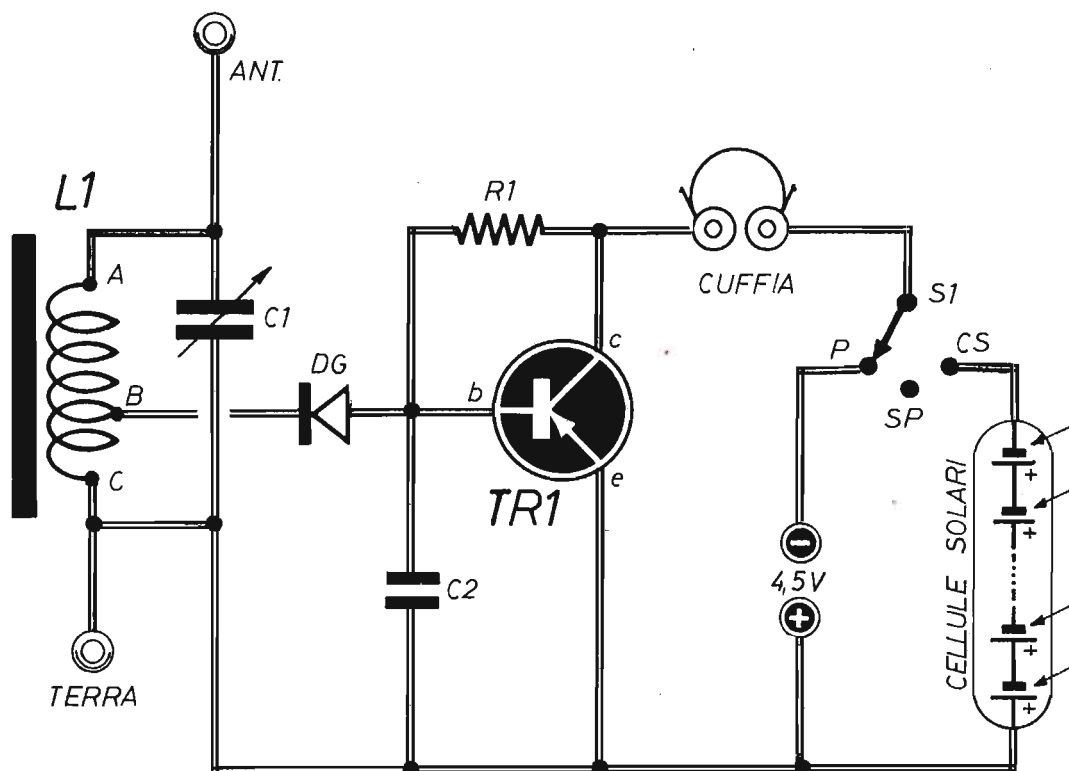 ANT.
L1
R1
A
C1
CUFFIA
S1
DG
c
P
CS
B
b
SP
C
e
TR1
CELLULE SOLARI
+
+
-
4,5V
+
C2
+
+
TERRA